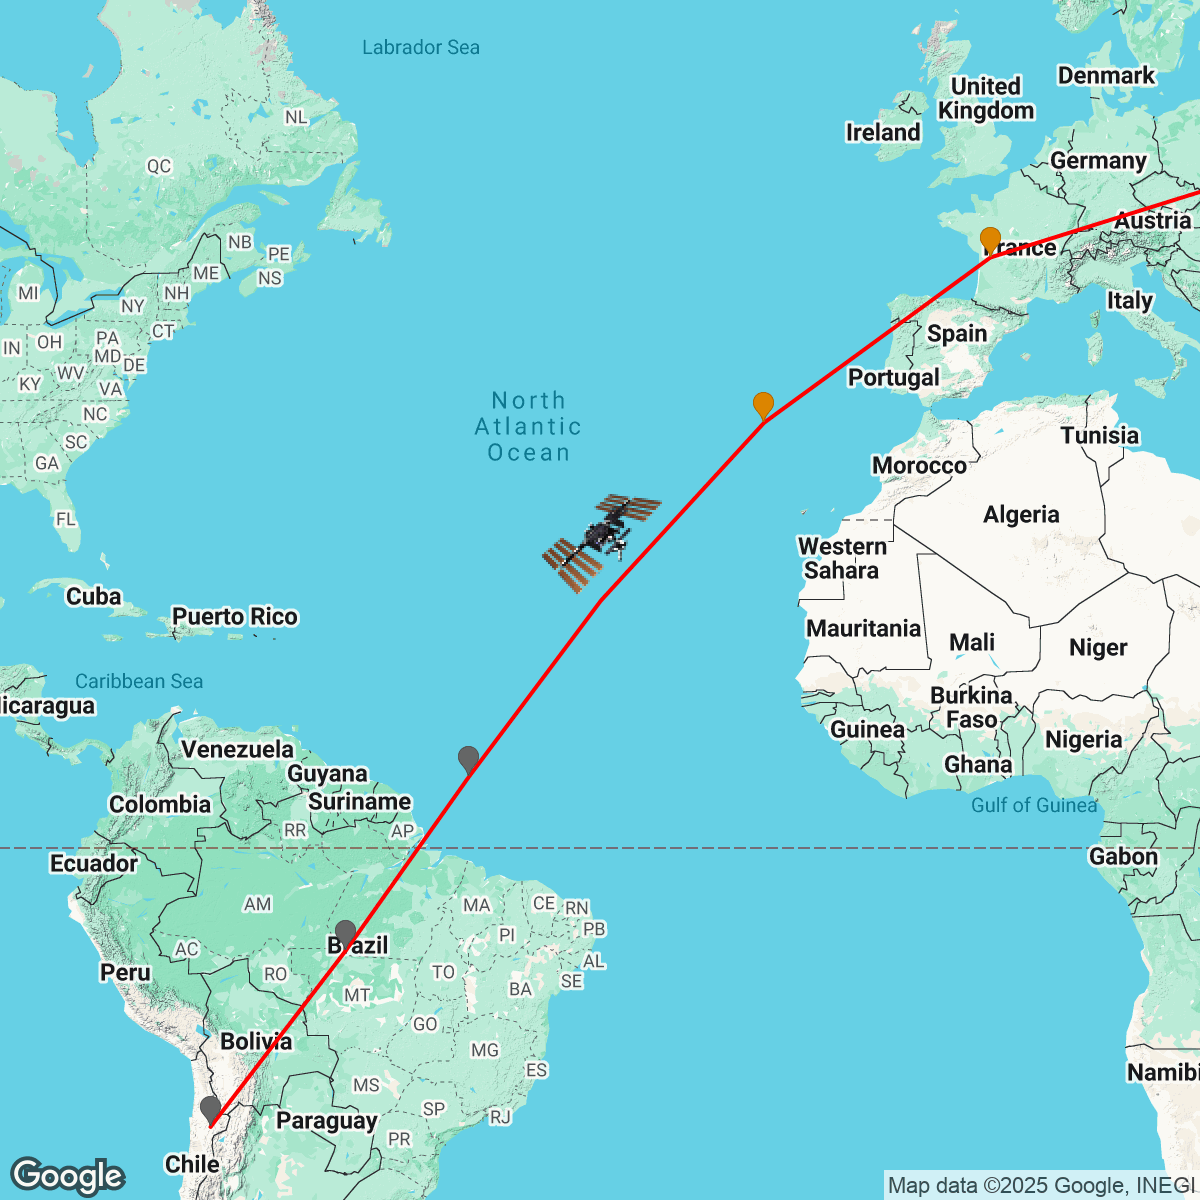 Labrador Sea
Denmark
United
Kingdom
NL
Ireland
QC
Germany
Austria
NB
PE
France
ME
NS
MI
NH
Italy
NY
CT
Spain
PA
OH
IN
MD
DE
WV
Portugal
KY
VA
North
Atlantic
Ocean
NC
Tunisia
SC
GA
Morocco
Algeria
FL
Western
Sahara
Cuba
Puerto Rico
Mauritania
Mali
Niger
Caribbean Sea
Burkina
Faso
Nicaragua
Guinea
Nigeria
Venezuela
Ghana
Guyana
Suriname
Colombia
Gulf of Guinea
RR
AP
Ecuador
Gabon
AM
MA
CE
RN
PB
PI
Brazil
AC
AL
Peru
RO
TO
SE
BA
MT
GO
Bolivia
MG
ES
Namibi
MS
SP
RJ
Paraguay
PR
Chile
Google
Map data ©2025 Google, INEGI